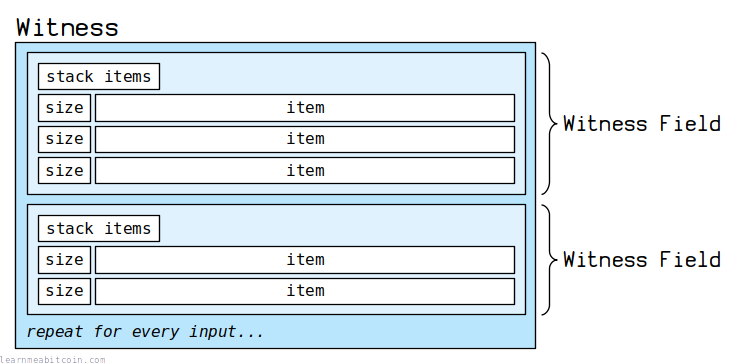 Witness
stack items
size item
size item
size item
Witness Field
stack items
size item
size item
Witness Field
repeat for every input...
learnmeabitcoin.com